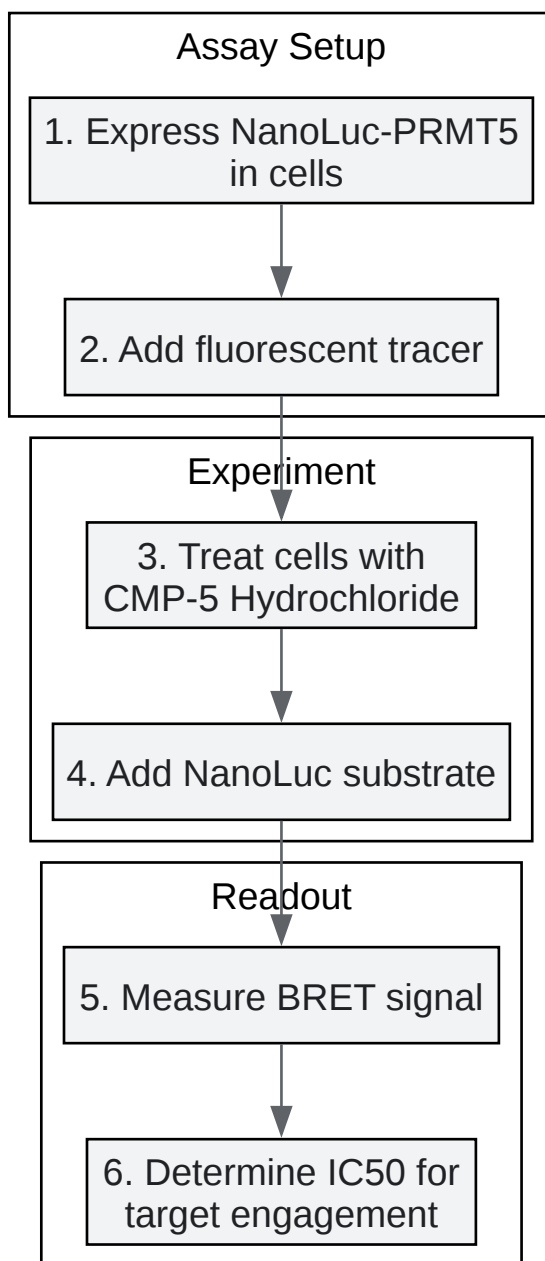 Assay Setup
1. Express NanoLuc-PRMT5
in cells
2. Add fluorescent tracer
Experiment
3. Treat cells with
CMP-5 Hydrochloride
4. Add NanoLuc substrate
Readout
5. Measure BRET signal
6. Determine IC50 for
target engagement